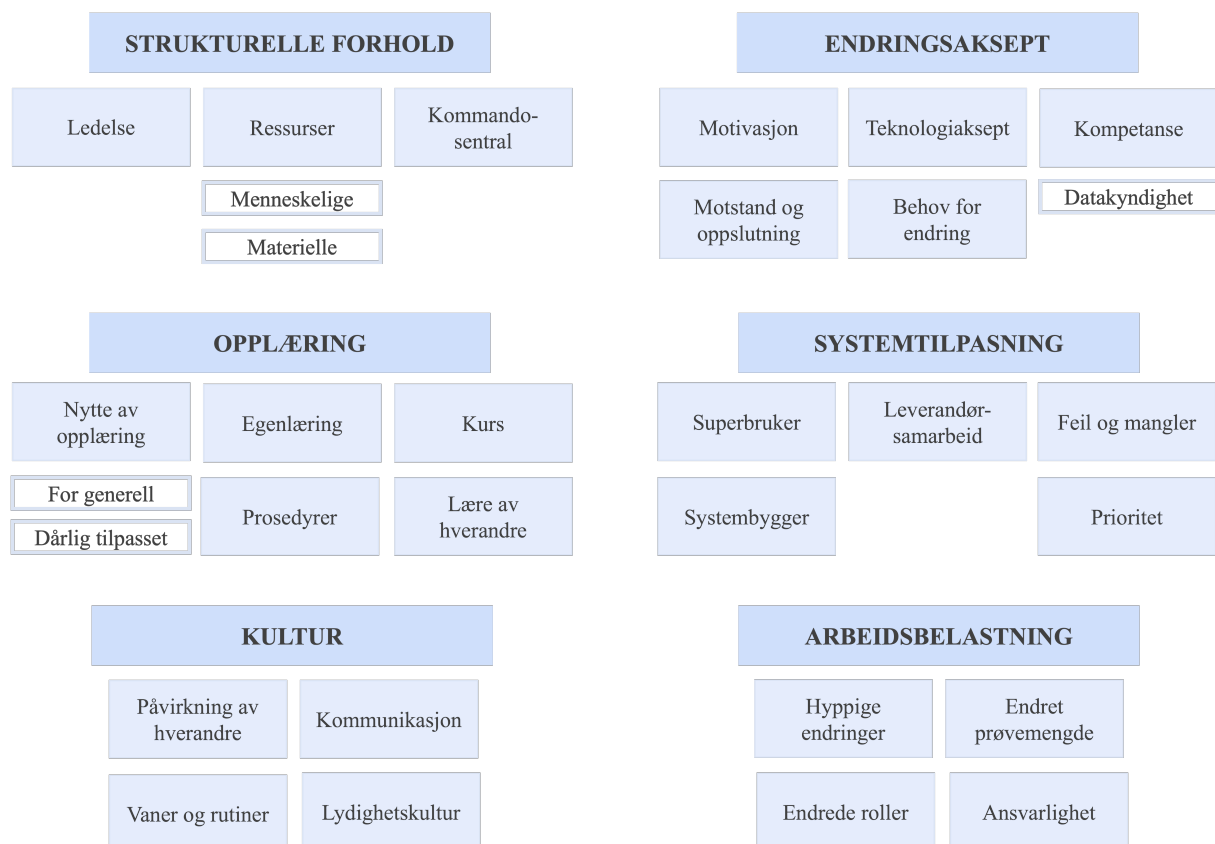 STRUKTURELLE FORHOLD
Ledelse
Ressurser
Kommando-
sentral
Menneskelige
Materielle
ENDRINGSAKSEPT
Motivasjon
Teknologiaksept
Kompetanse
Motstand og
oppslutning
Behov for
endring
Datakyndighet
OPPLÆRING
Nytte av
opplæring
Egenlæring
Kurs
For generell
Dårlig tilpasset
Prosedyrer
Lære av
hverandre
SYSTEMTILPASNING
Superbruker
Leverandør-
samarbeid
Feil og mangler
Systembygger
Prioritet
KULTUR
Påvirkning av
hverandre
Kommunikasjon
Vaner og rutiner
Lydighetskultur
ARBEIDSBELASTNING
Hyppige
endringer
Endret
prøvemengde
Endrede roller
Ansvarlighet